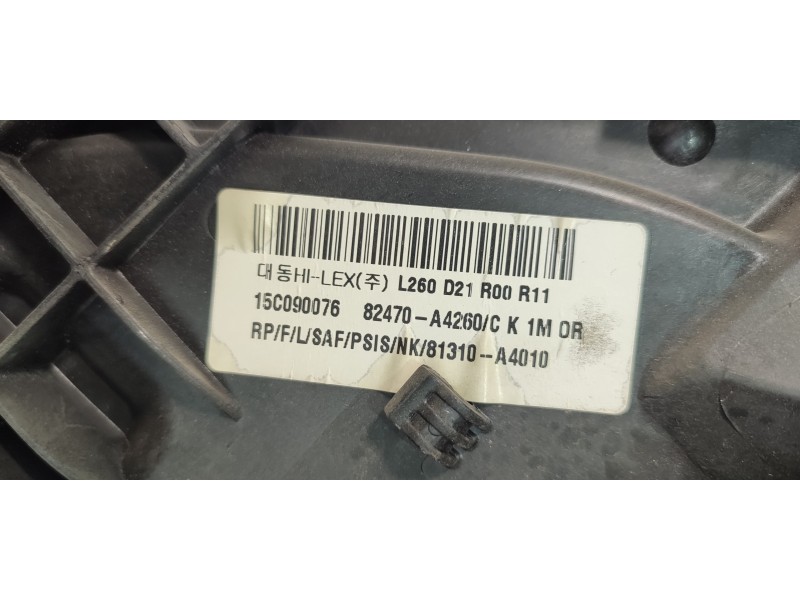 대동HI-LEX(주) L260 D21 R00 R11
15C090076 82470-A4260/C K 1M OR
RP/F/L/SAF/PSIS/NK/81310-A4010